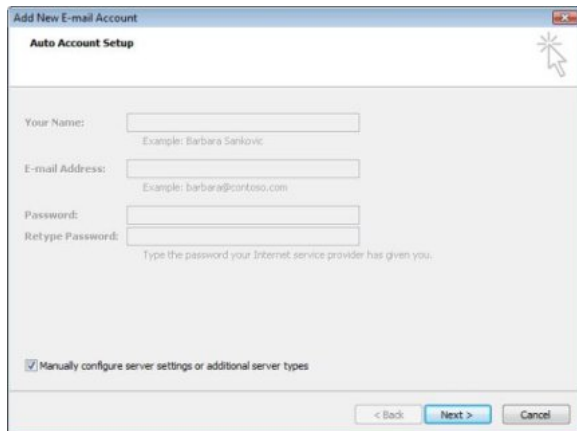 Add New E-mail Account
Auto Account Setup
Your Name:
Example: Barbara Sankovic
E-mail Address:
Example: barbara@contoso.com
Password:
Retype Password:
Type the password your Internet service provider has given you.
Manually configure server settings or additional server types
< Back Next > Cancel